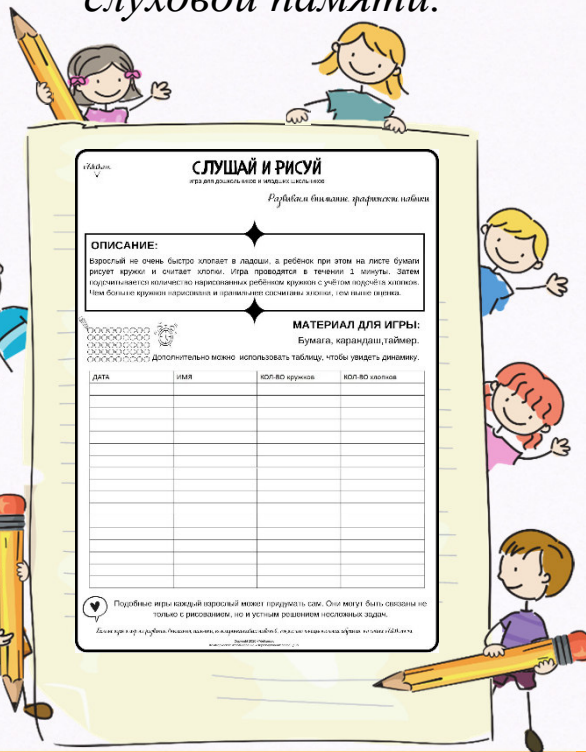 слуховой памяти.
СЛУШАЙ И РИСУЙ
игра для дошкольников и младших школьников
Развиваем внимание, графические навыки
ОПИСАНИЕ:
Взрослый не очень быстро хлопает в ладоши, а ребёнок при этом на листе бумаги
рисует кружки и считает хлопки. Игра проводятся в течении 1 минуты. Затем
подсчитывается количество нарисованных ребёнком кружков с учётом подсчёта хлопков.
Чем больше кружков нарисована и правильнее сосчитаны хлопки, тем выше оценка.
МАТЕРИАЛ ДЛЯ ИГРЫ:
Бумага, карандаш,таймер.
Дополнительно можно использовать таблицу, чтобы увидеть динамику.
ДАТА ИМЯ КОЛ-ВО кружков КОЛ-ВО хлопков
Подобные игры каждый взрослый может придумать сам. Они могут быть связаны не
только с рисованием, но и устным решением несложных задач.